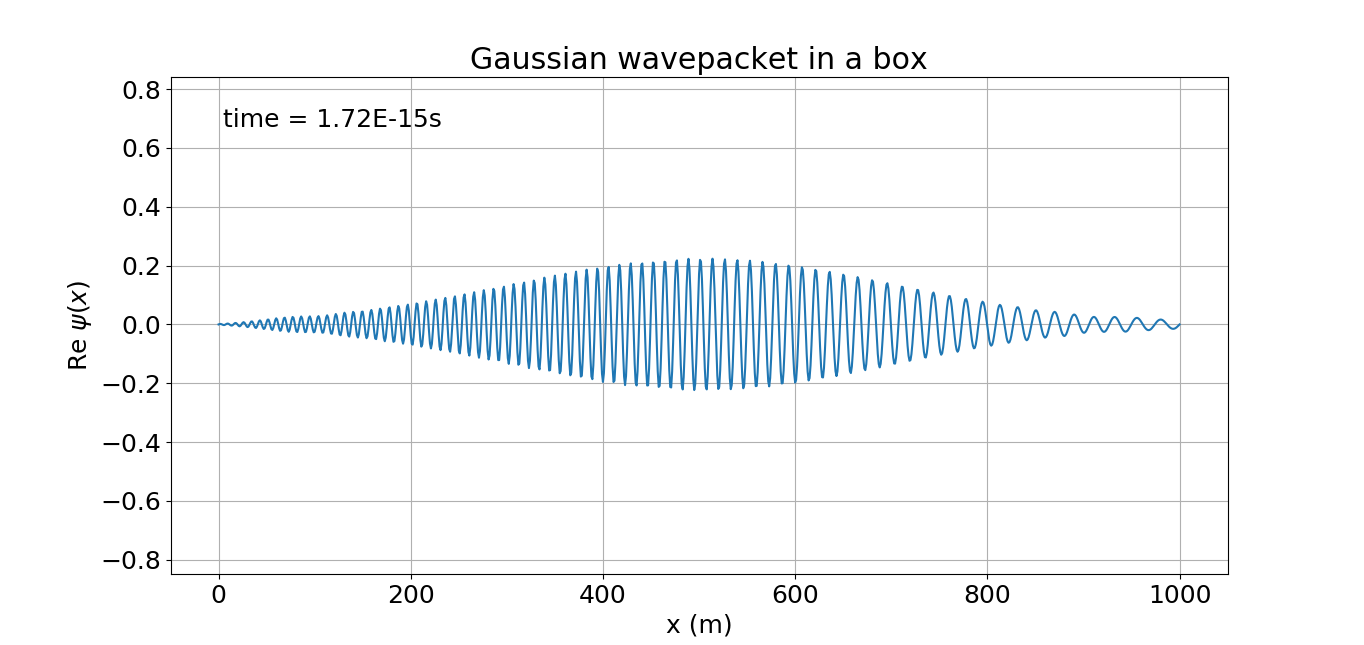 Gaussian wavepacket in a box
time = 1.72E-15s
0.8
0.6
0.4
0.2
0.0
−0.2
−0.4
−0.6
−0.8
Re ψ(x)
0 200 400 600 800 1000
x (m)